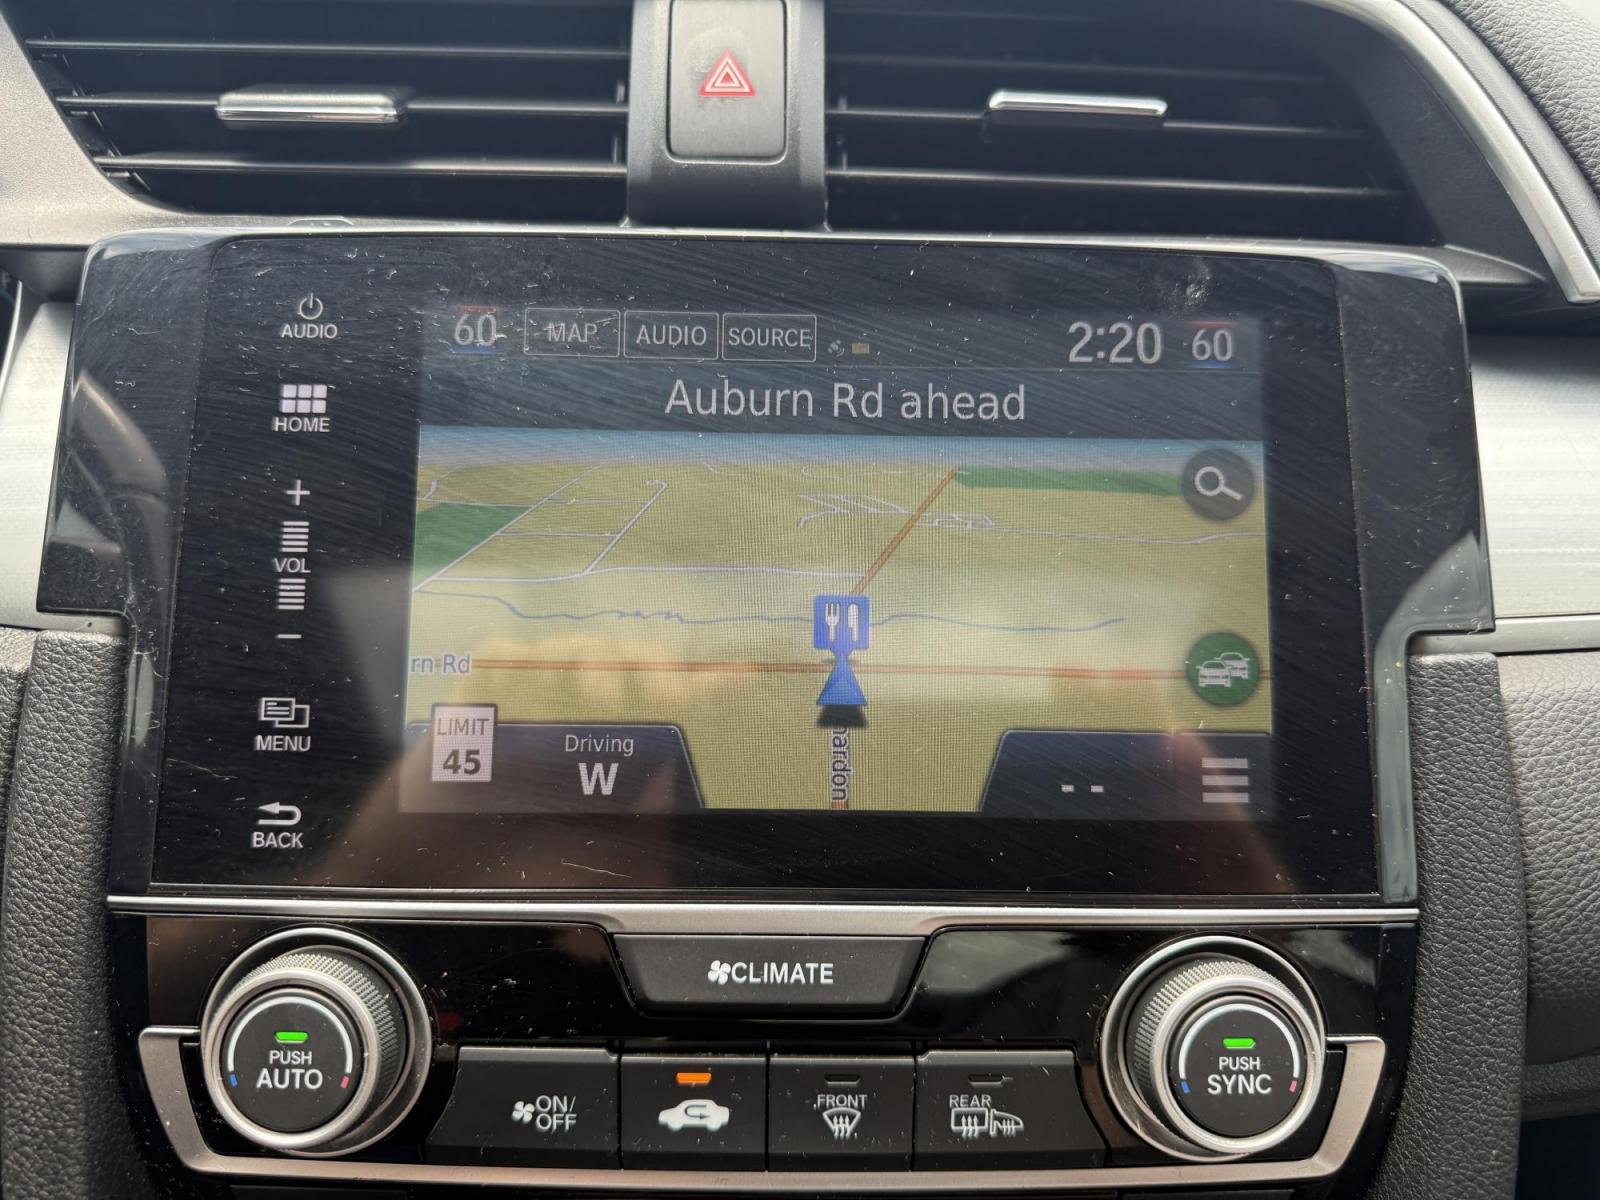 AUDIO
60 MAP AUDIO SOURCE 2:20 60
Auburn Rd ahead
HOME
+
VOL
-
rn Rd
LIMIT
45
Driving
W
hardon
--
MENU
BACK
CLIMATE
PUSH
AUTO
ON/
OFF
FRONT
REAR
PUSH
SYNC